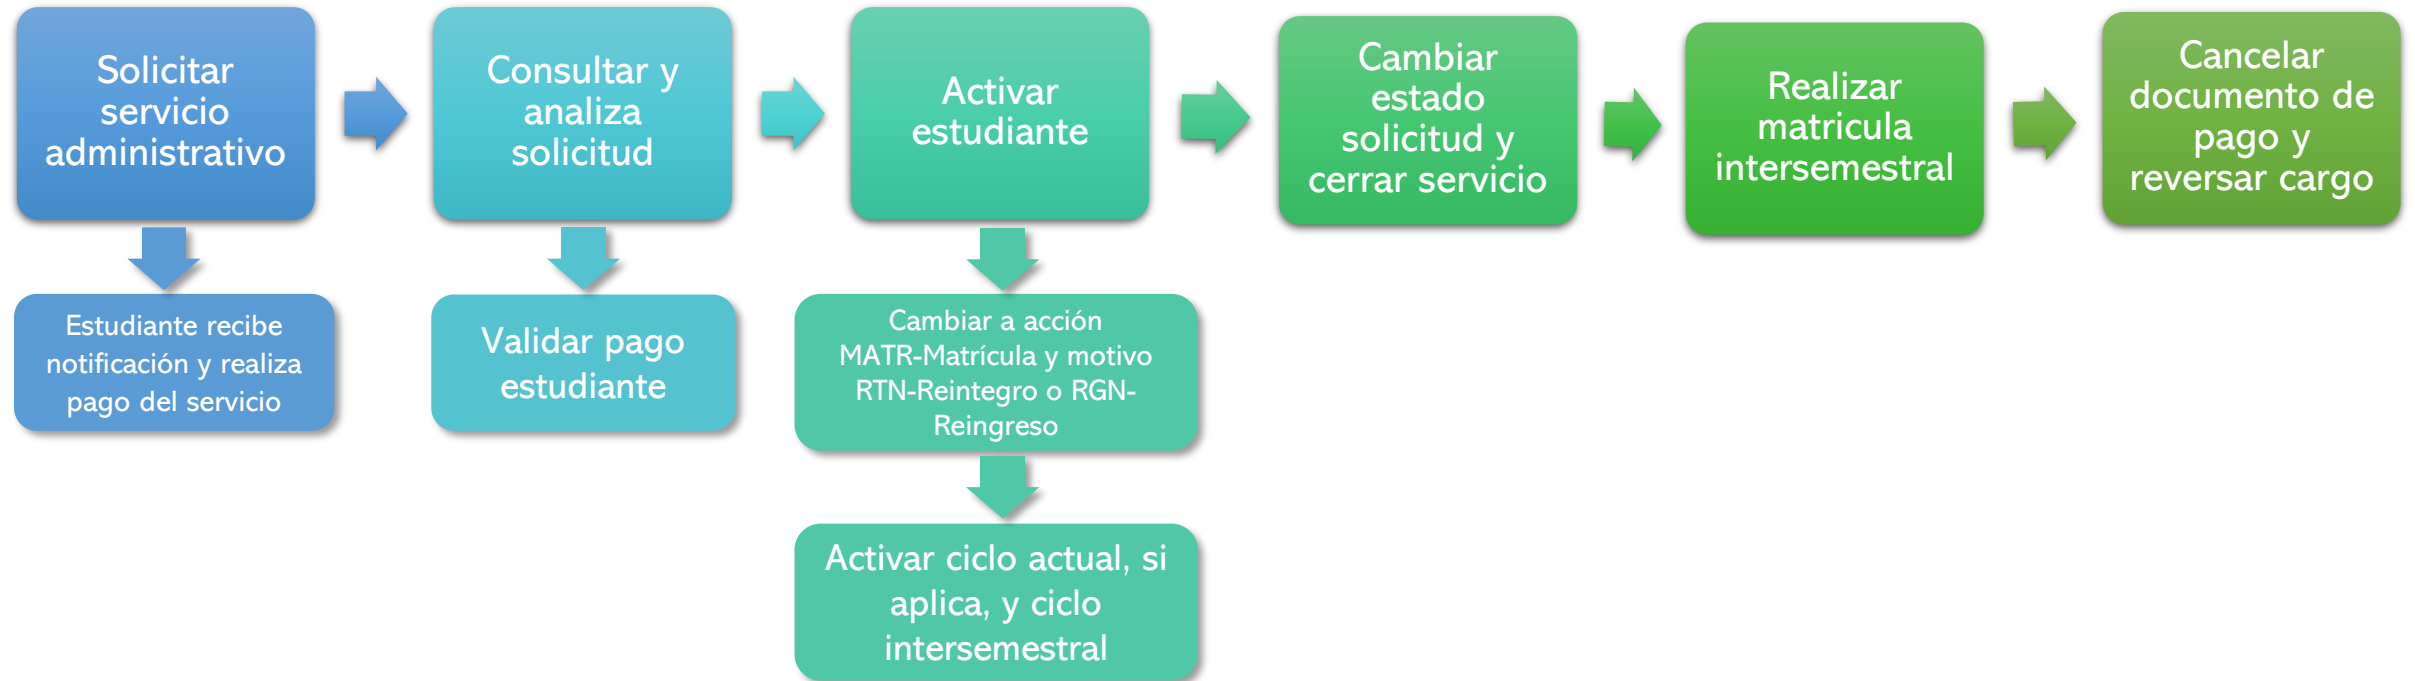 Solicitar
servicio
administrativo
Consultar y
analiza
solicitud
Activar
estudiante
Cambiar
estado
solicitud y
cerrar servicio
Realizar
matricula
intersemestral
Cancelar
documento de
pago y
reversar cargo
Estudiante recibe
notificación y realiza
pago del servicio
Validar pago
estudiante
Cambiar a acción
MATR-Matrícula y motivo
RTN-Reintegro o RGN-
Reingreso
Activar ciclo actual, si
aplica, y ciclo
intersemestral